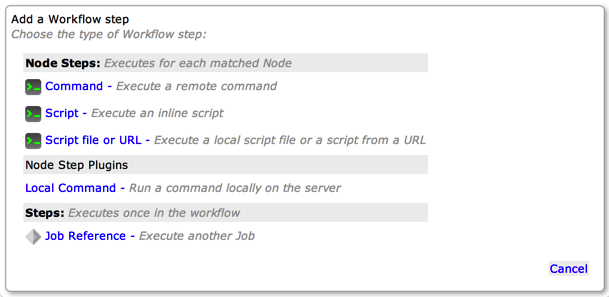 Add a Workflow step
Choose the type of Workflow step:
Node Steps: Executes for each matched Node
Command - Execute a remote command
Script - Execute an inline script
Script file or URL - Execute a local script file or a script from a URL
Node Step Plugins
Local Command - Run a command locally on the server
Steps: Executes once in the workflow
Job Reference - Execute another Job
Cancel